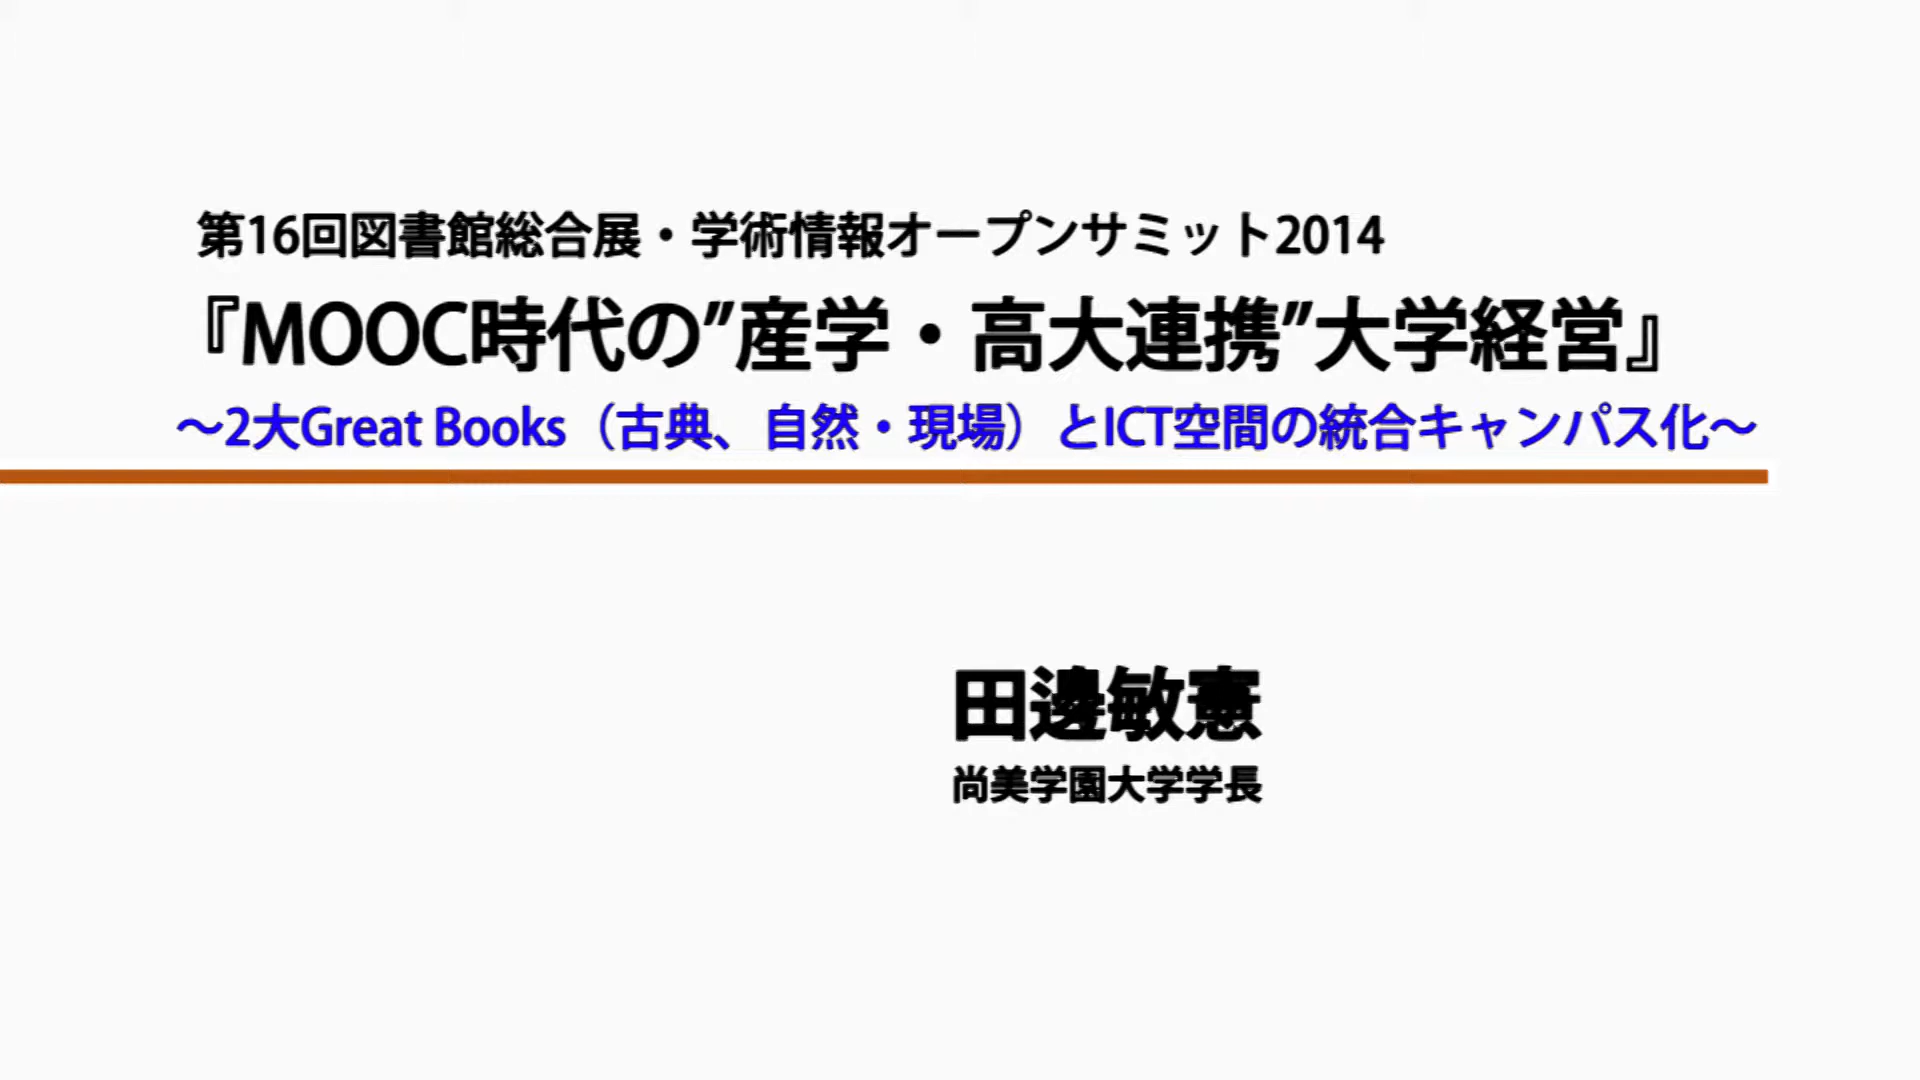 第16回図書館総合展・学術情報オープンサミット2014
『MOOC時代の”産学・高大連携”大学経営』
～2大Great Books（古典、自然・現場）とICT空間の統合キャンパス化～
田邊敏憲
尚美学園大学学長